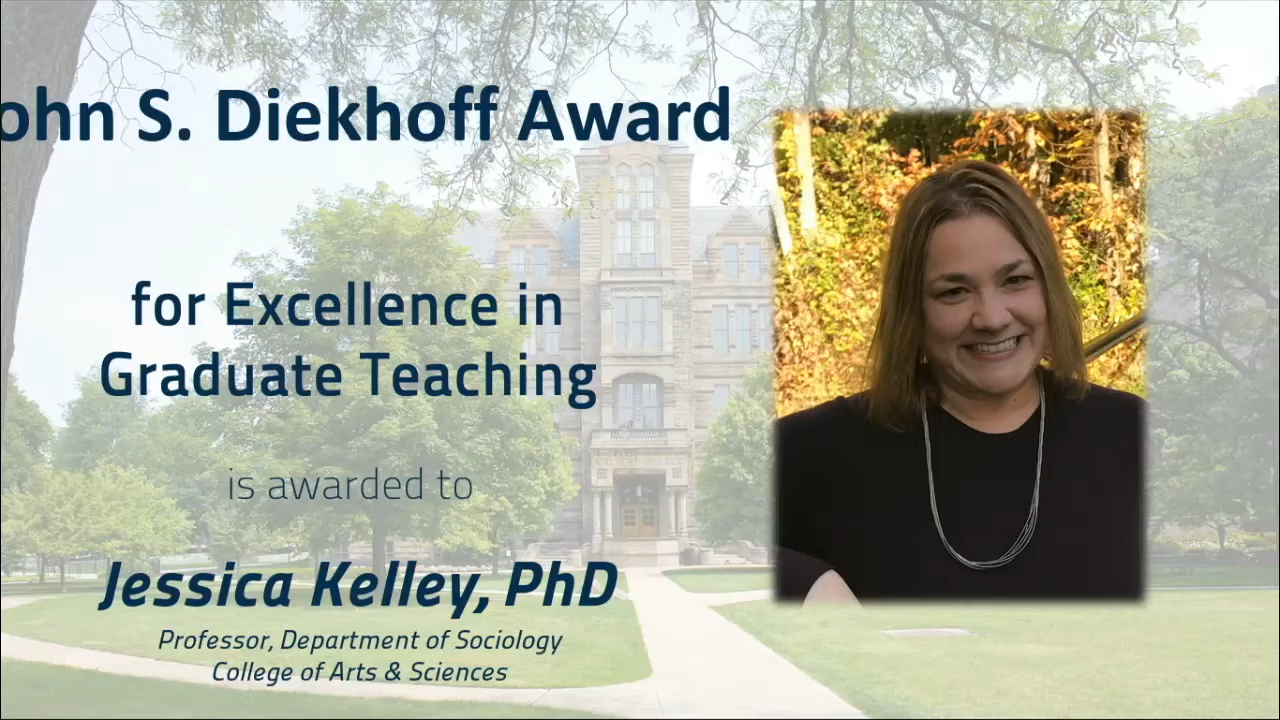 ohn S. Diekhoff Award
for Excellence in
Graduate Teaching
is awarded to
Jessica Kelley, PhD
Professor, Department of Sociology
College of Arts & Sciences